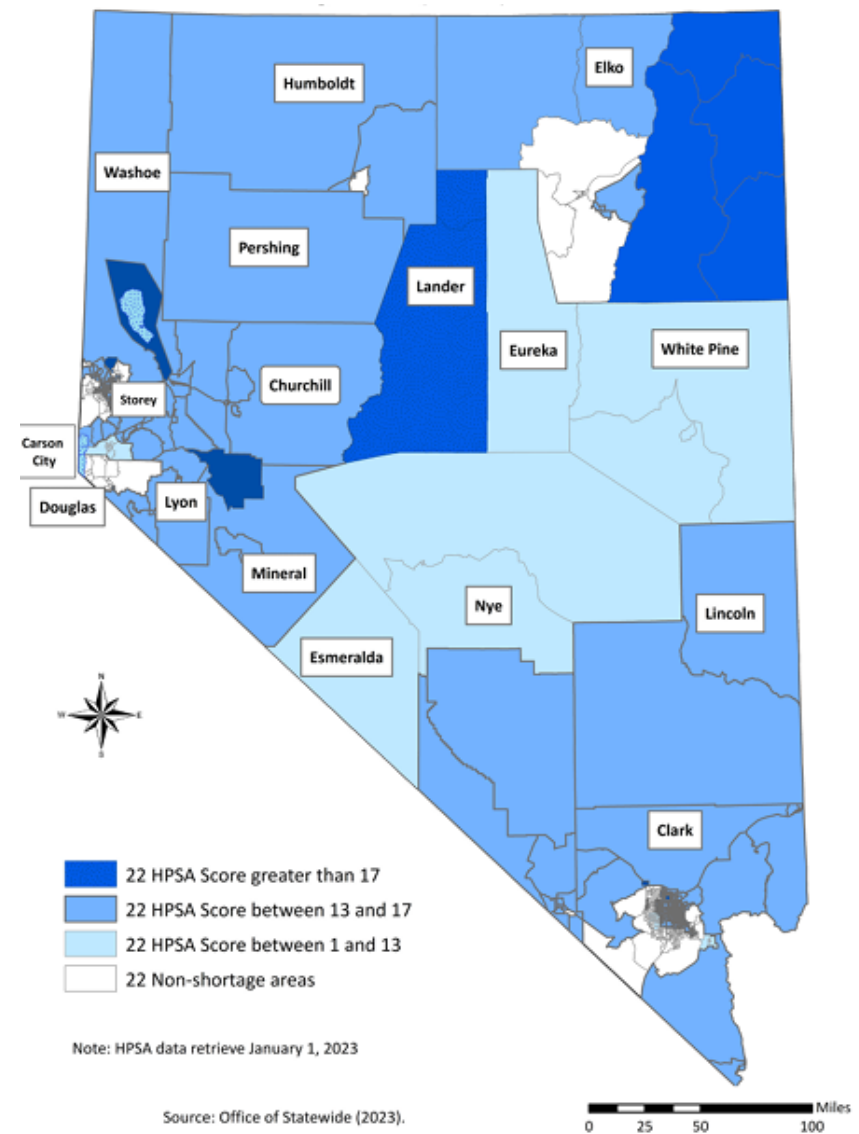 Humboldt
Elko
Washoe
Pershing
Lander
Eureka
White Pine
Churchill
Storey
Carson
City
Douglas
Lyon
Mineral
Nye
Lincoln
Esmeralda
N
W
E
S
Clark
22 HPSA Score greater than 17
22 HPSA Score between 13 and 17
22 HPSA Score between 1 and 13
22 Non-shortage areas
Note: HPSA data retrieve January 1, 2023
Source: Office of Statewide (2023).
Miles
0 25 50 100